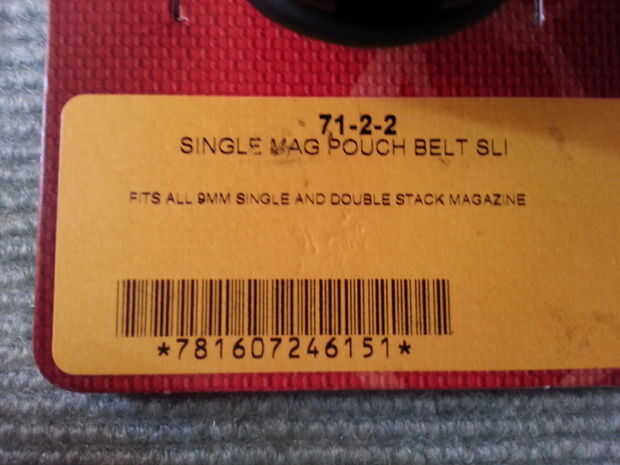 71-2-2
SINGLE MAG POUCH BELT SLI
FITS ALL 9MM SINGLE AND DOUBLE STACK MAGAZINE
*781607246151*